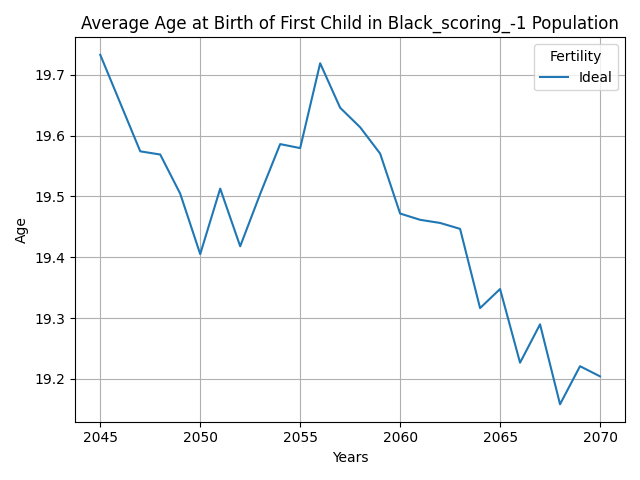 Average Age at Birth of First Child in Black_scoring_-1 Population
Fertility
Ideal
19.7
19.6
19.5
19.4
19.3
19.2
Age
2045 2050 2055 2060 2065 2070
Years